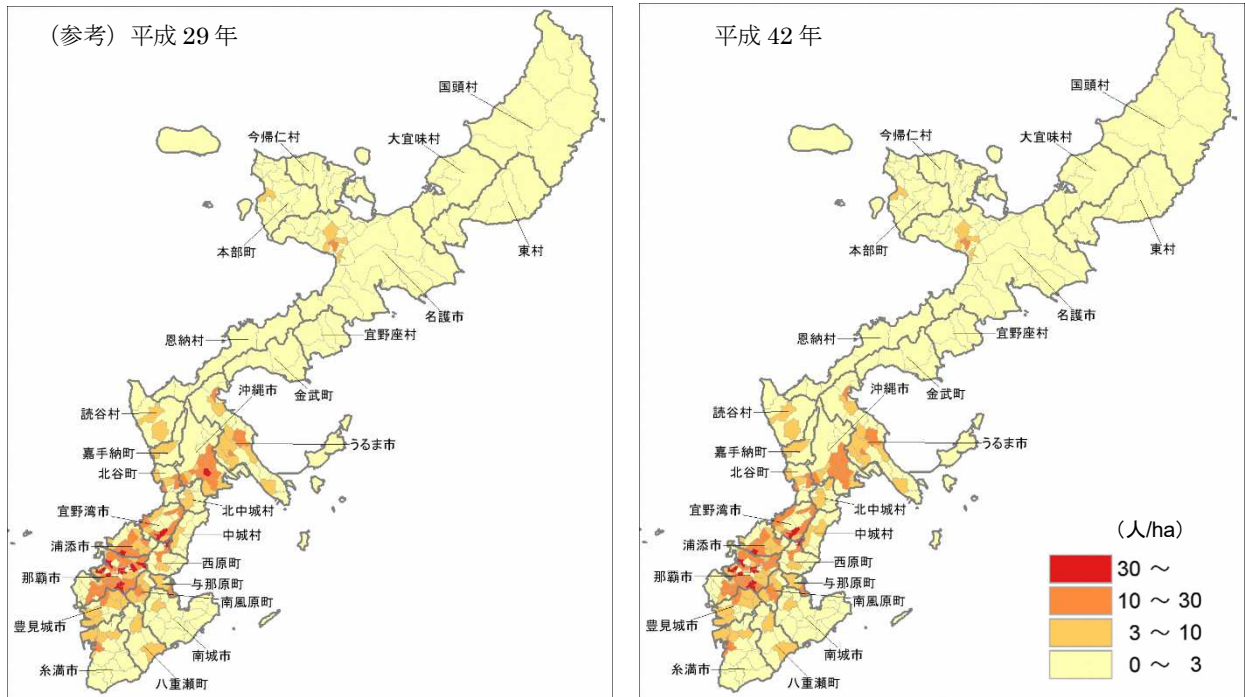 （参考）平成 29 年
国頭村
今帰仁村
大宜味村
本部町
東村
名護市
恩納村
宜野座村
金武町
沖縄市
読谷村
うるま市
嘉手納町
北谷町
北中城村
宜野湾市
中城村
浦添市
西原町
那覇市
与那原町
南風原町
豊見城市
南城市
糸満市
八重瀬町
平成 42 年
国頭村
今帰仁村
大宜味村
本部町
東村
名護市
恩納村
宜野座村
金武町
沖縄市
読谷村
うるま市
嘉手納町
北谷町
北中城村
宜野湾市
中城村
浦添市
西原町
那覇市
与那原町
南風原町
豊見城市
南城市
糸満市
八重瀬町
（人/ha）
30 ～
10 ～ 30
3 ～ 10
0 ～ 3